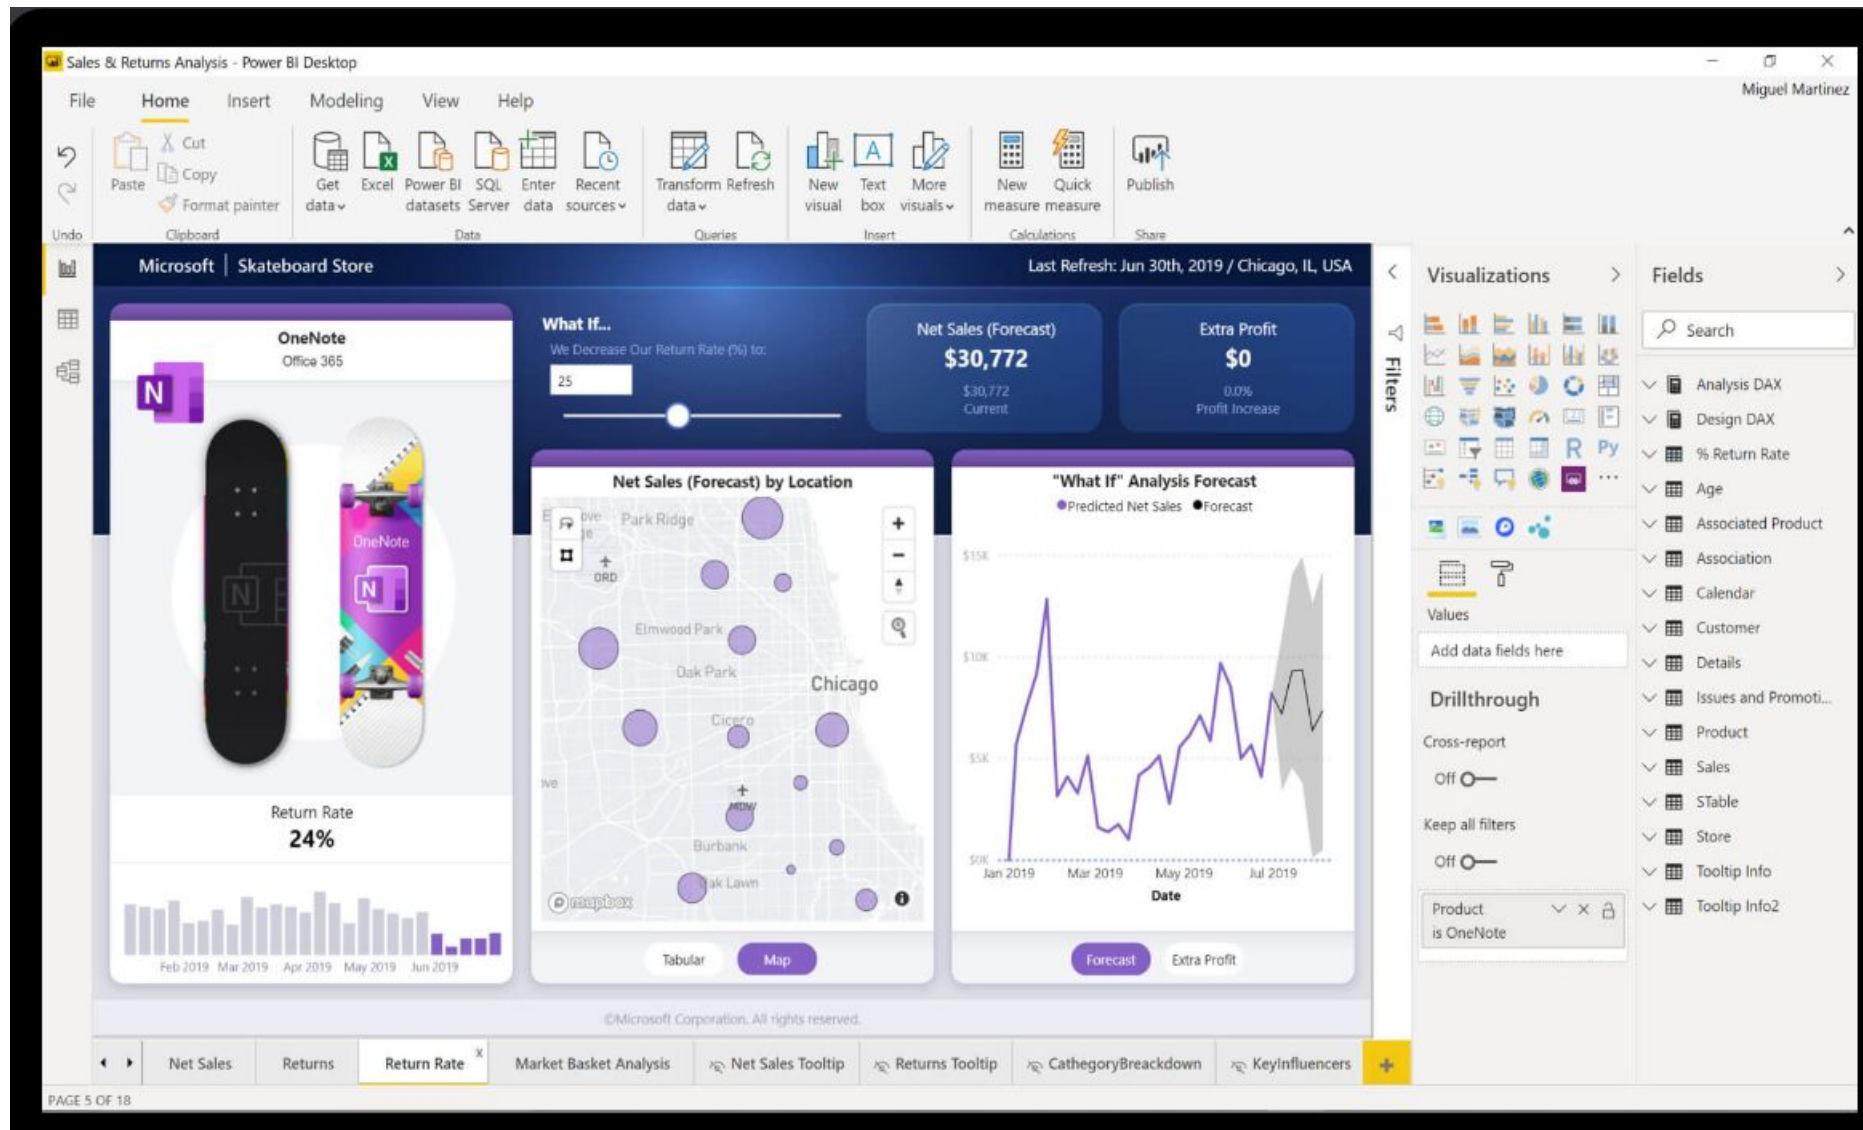 Sales & Returns Analysis - Power BI Desktop
Miguel Martinez
File Home Insert Modeling View Help
Paste
Cut
Copy
Format painter
Get data
Excel
Power BI datasets
SQL Server
Enter data
Recent sources
Transform data
Refresh
New visual
Text box
More visuals
New measure
Quick measure
Publish
Undo Clipboard Data Queries Insert Calculations Share
Microsoft | Skateboard Store
Last Refresh: Jun 30th, 2019 / Chicago, IL, USA
OneNote
Office 365
N
OneNote
N
N
Return Rate
24%
Feb 2019 Mar 2019 Apr 2019 May 2019 Jun 2019
What If...
We Decrease Our Return Rate (%) to:
25
Net Sales (Forecast)
$30,772
$30,772
Current
Extra Profit
$0
0.0%
Profit Increase
Net Sales (Forecast) by Location
Park Ridge
ORD
Elmwood Park
Oak Park
Chicago
Cicero
MDW
Burbank
Oak Lawn
mapbox
Tabular Map
"What If" Analysis Forecast
Predicted Net Sales Forecast
$15K
$10K
$5K
$0K
Jan 2019 Mar 2019 May 2019 Jul 2019
Date
Forecast Extra Profit
©Microsoft Corporation. All rights reserved.
Filters
Visualizations
R Py
Values
Add data fields here
Drillthrough
Cross-report
Off
Keep all filters
Off
Product
is OneNote
Fields
Search
Analysis DAX
Design DAX
% Return Rate
Age
Associated Product
Association
Calendar
Customer
Details
Issues and Promoti...
Product
Sales
STable
Store
Tooltip Info
Tooltip Info2
Net Sales Returns Return Rate X Market Basket Analysis Net Sales Tooltip Returns Tooltip CathegoryBreackdown KeyInfluencers +
PAGE 5 OF 18